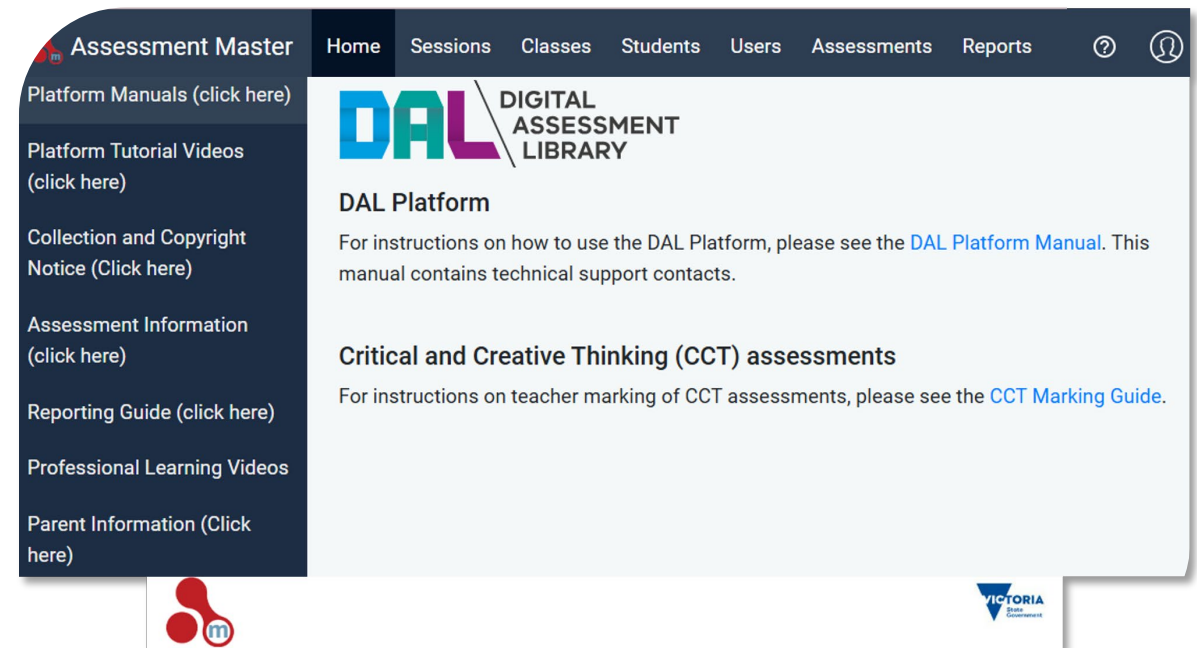 Assessment Master
Home Sessions Classes Students Users Assessments Reports
Platform Manuals (click here)
Platform Tutorial Videos
(click here)
Collection and Copyright
Notice (Click here)
Assessment Information
(click here)
Reporting Guide (click here)
Professional Learning Videos
Parent Information (Click
here)
DAL
DIGITAL
ASSESSMENT
LIBRARY
DAL Platform
For instructions on how to use the DAL Platform, please see the DAL Platform Manual. This
manual contains technical support contacts.
Critical and Creative Thinking (CCT) assessments
For instructions on teacher marking of CCT assessments, please see the CCT Marking Guide.
m
VICTORIA
State
Government